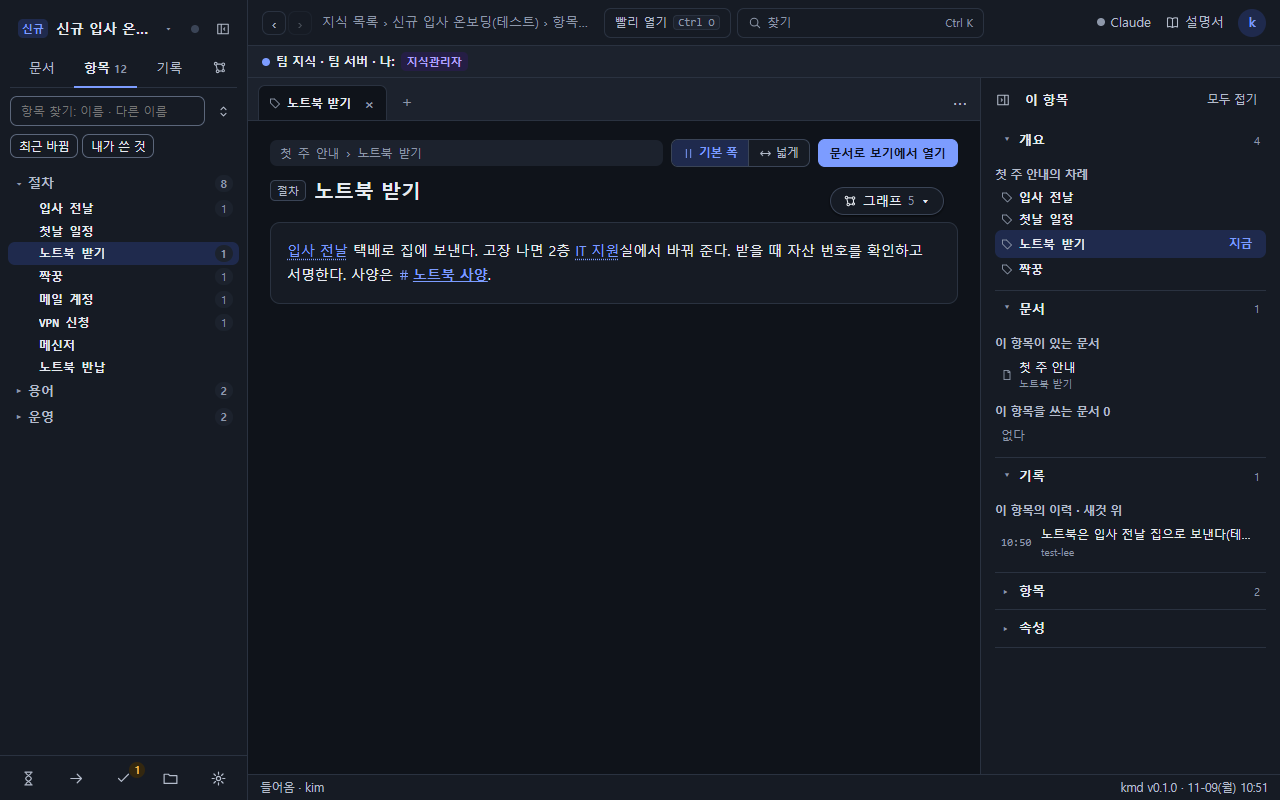 신규 신규 입사 온...
문서 항목 12 기록
항목 찾기: 이름 · 다른 이름
최근 바뀜 내가 쓴 것
절차 8
입사 전날 1
첫날 일정
노트북 받기 1
짝꿍 1
메일 계정 1
VPN 신청 1
메신저
노트북 반납
용어 2
운영 2
1
지식 목록 › 신규 입사 온보딩(테스트) › 항목...
빨리 열기 Ctrl O
찾기 Ctrl K
Claude 설명서 k
팀 지식 · 팀 서버 · 나: 지식관리자
노트북 받기 × +
첫 주 안내 › 노트북 받기
기본 폭 넓게
문서로 보기에서 열기
절차 노트북 받기
그래프 5
입사 전날 택배로 집에 보낸다. 고장 나면 2층 IT 지원실에서 바꿔 준다. 받을 때 자산 번호를 확인하고
서명한다. 사양은 # 노트북 사양.
이 항목 모두 접기
개요 4
첫 주 안내의 차례
입사 전날
첫날 일정
노트북 받기 지금
짝꿍
문서 1
이 항목이 있는 문서
첫 주 안내
노트북 받기
이 항목을 쓰는 문서 0
없다
기록 1
이 항목의 이력 · 새것 위
10:50 노트북은 입사 전날 집으로 보낸다(테...
test-lee
항목 2
속성
들어옴 · kim
kmd v0.1.0 · 11-09(월) 10:51